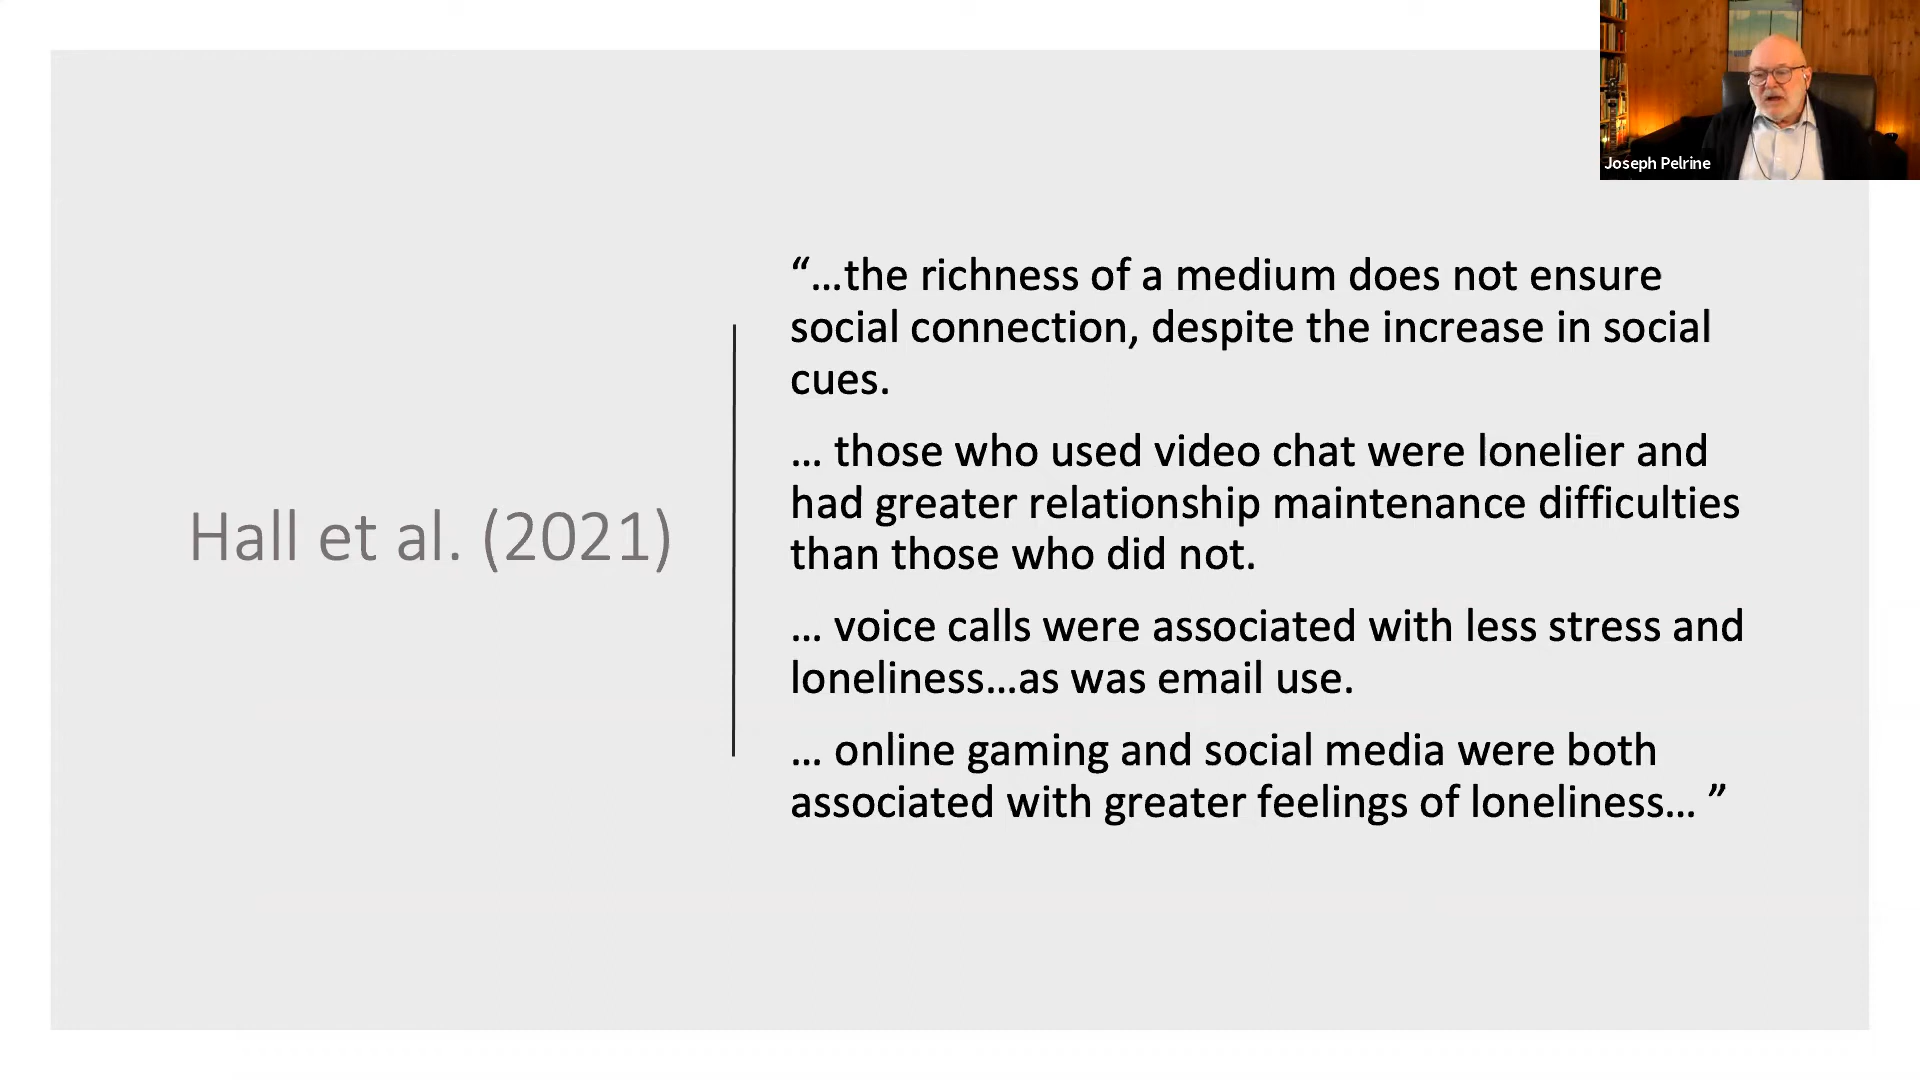 Joseph Pelrine
Hall et al. (2021)
“…the richness of a medium does not ensure
social connection, despite the increase in social
cues.
… those who used video chat were lonelier and
had greater relationship maintenance difficulties
than those who did not.
… voice calls were associated with less stress and
loneliness…as was email use.
… online gaming and social media were both
associated with greater feelings of loneliness… ”